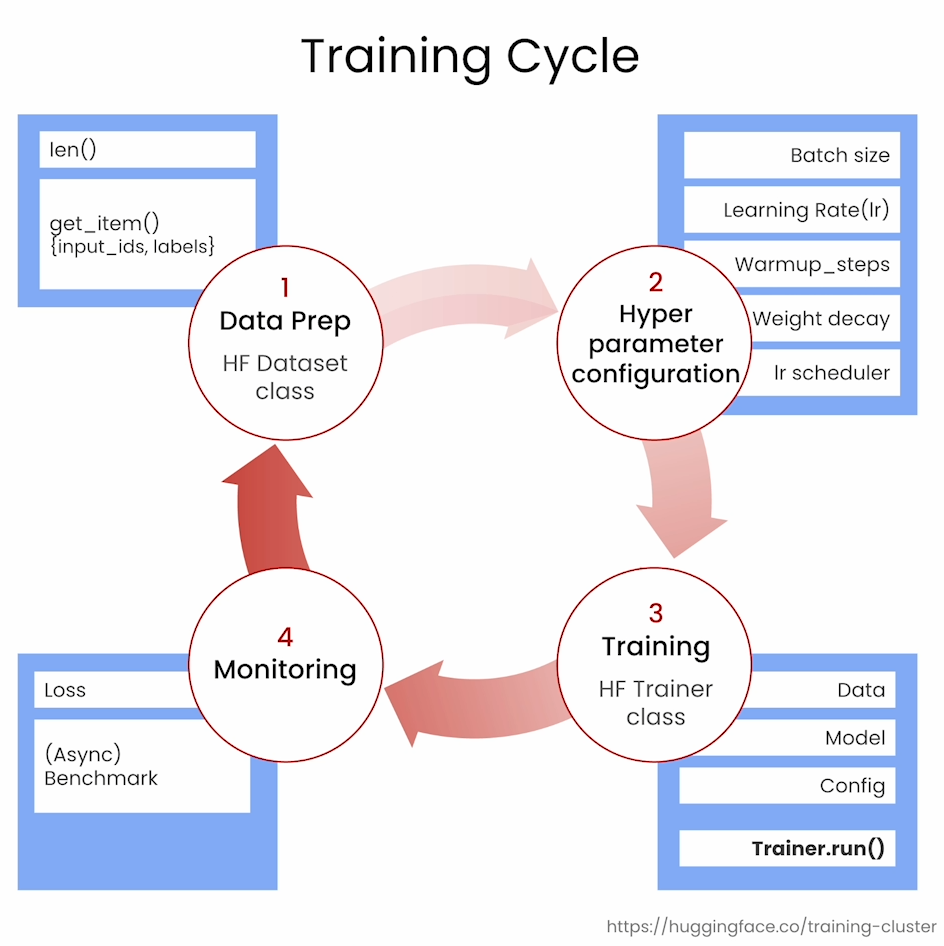 Training Cycle
len()
get_item()
{input_ids, labels}
1
Data Prep
HF Dataset
class
Batch size
Learning Rate(lr)
Warmup_steps
Weight decay
lr scheduler
2
Hyper
parameter
configuration
3
Training
HF Trainer
class
Data
Model
Config
Trainer.run()
4
Monitoring
Loss
(Async)
Benchmark
https://huggingface.co/training-cluster